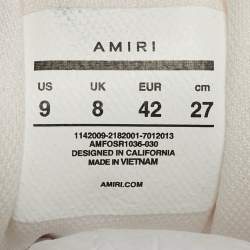 AMIRI
US UK EUR cm
9 8 42 27
1142009-2182001-7012013
AMFOSR1036-030
DESIGNED IN CALIFORNIA
MADE IN VIETNAM
AMIRI.COM